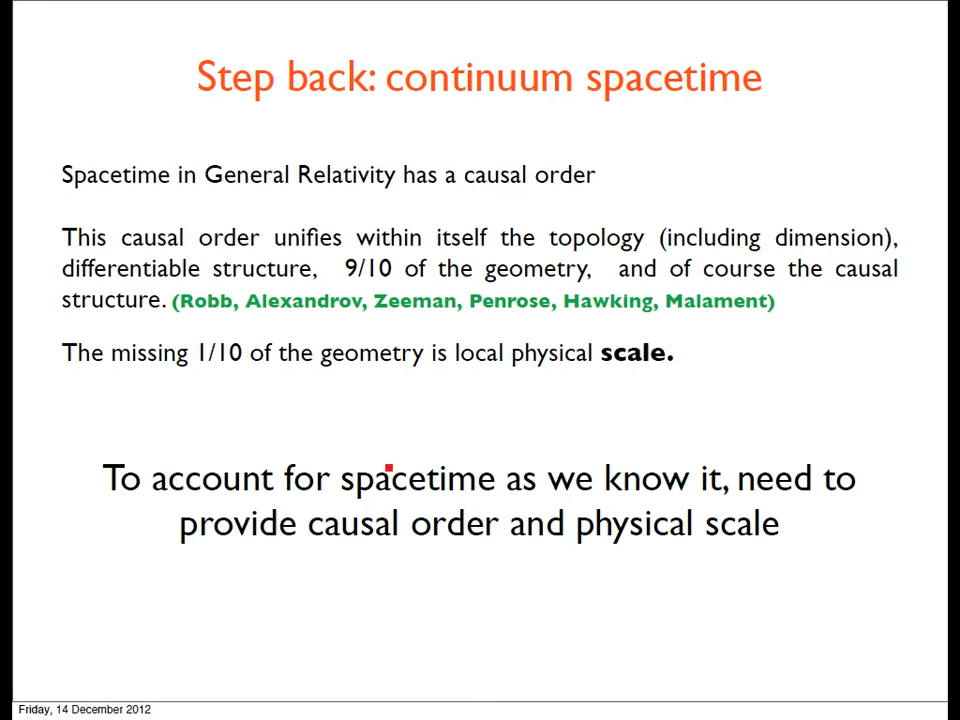 Step back: continuum spacetime
Spacetime in General Relativity has a causal order
This causal order unifies within itself the topology (including dimension),
differentiable structure, 9/10 of the geometry, and of course the causal
structure. (Robb, Alexandrov, Zeeman, Penrose, Hawking, Malament)
The missing 1/10 of the geometry is local physical scale.
To account for spacetime as we know it, need to
provide causal order and physical scale
Friday, 14 December 2012